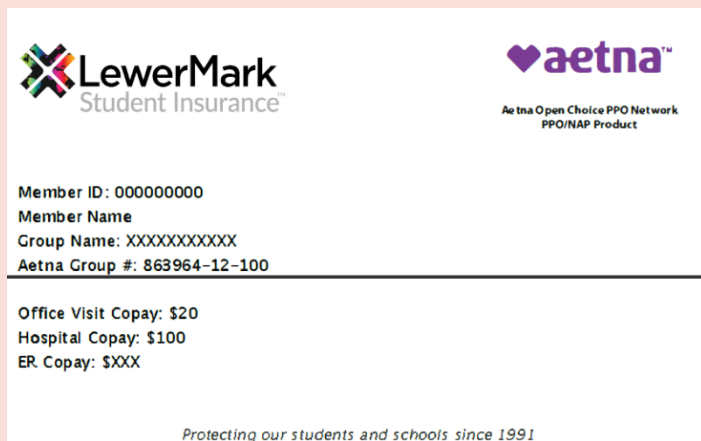 LewerMark
Student Insurance™
aetna™
Aetna Open Choice PPO Network
PPO/NAP Product
Member ID: 000000000
Member Name
Group Name: XXXXXXXXXXX
Aetna Group #: 863964-12-100
Office Visit Copay: $20
Hospital Copay: $100
ER Copay: $XXX
Protecting our students and schools since 1991